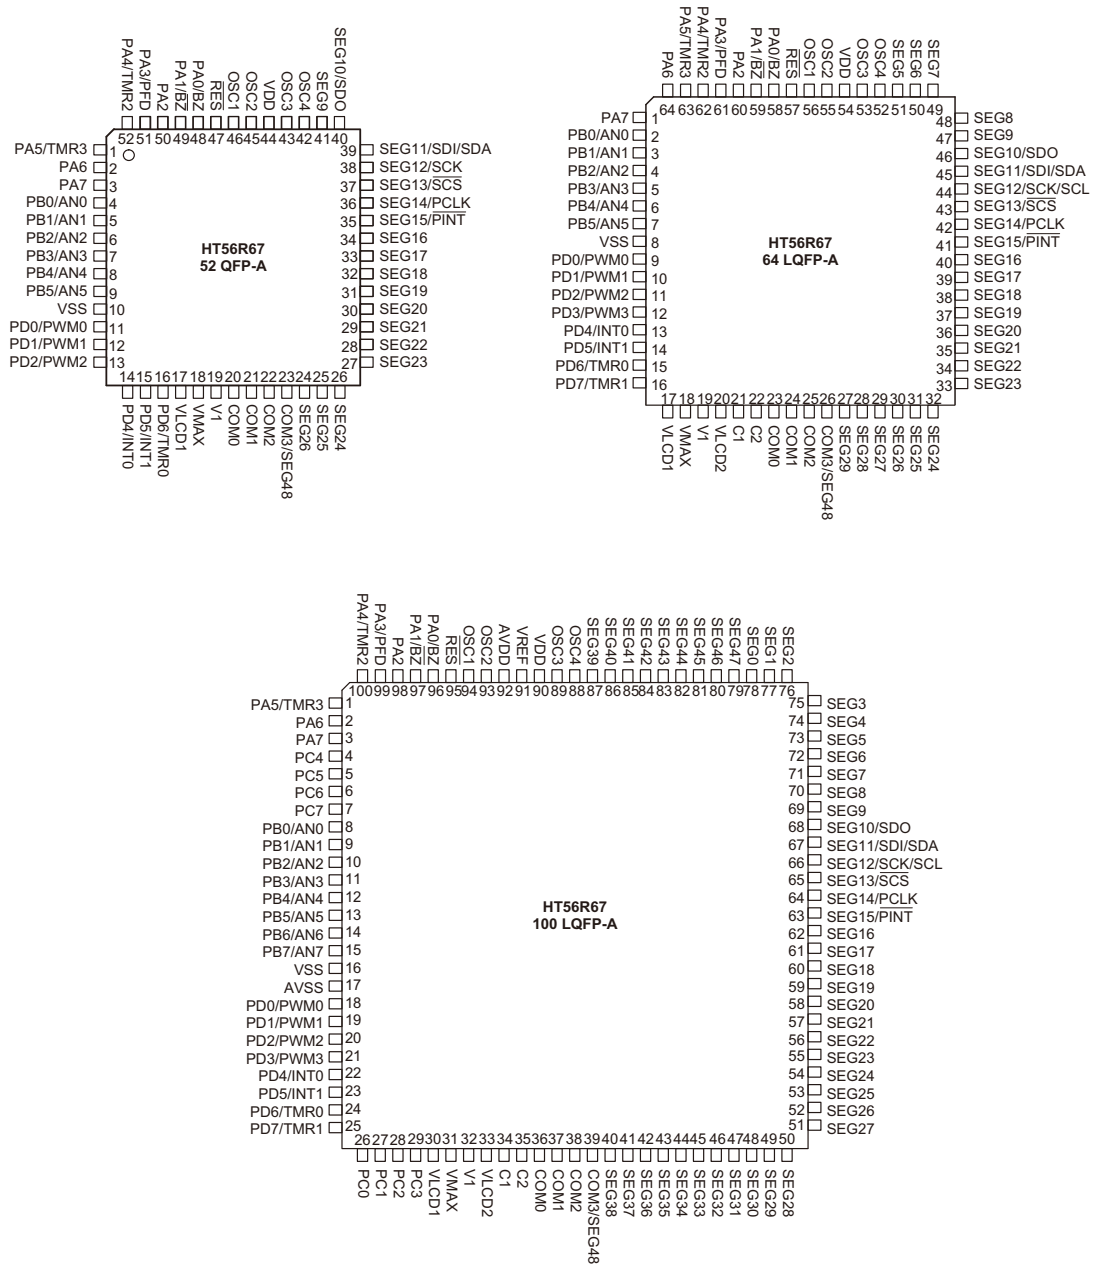 PA4/TMR2
PA3/PFD
PA2
PA1/BZ
PA0/BZ
RES
OSC1
OSC2
VDD
OSC3
OSC4
SEG9
SEG10/SDO
52 51 50 49 48 47 46 45 44 43 42 41 40
PA5/TMR3 1
PA6 2
PA7 3
PB0/AN0 4
PB1/AN1 5
PB2/AN2 6
PB3/AN3 7
PB4/AN4 8
PB5/AN5 9
VSS 10
PD0/PWM0 11
PD1/PWM1 12
PD2/PWM2 13
HT56R67
52 QFP-A
39 SEG11/SDI/SDA
38 SEG12/SCK
37 SEG13/SCS
36 SEG14/PCLK
35 SEG15/PINT
34 SEG16
33 SEG17
32 SEG18
31 SEG19
30 SEG20
29 SEG21
28 SEG22
27 SEG23
14 15 16 17 18 19 20 21 22 23 24 25 26
PD4/INT0
PD5/INT1
PD6/TMR0
VLCD1
VMAX
V1
COM0
COM1
COM2
COM3/SEG48
SEG26
SEG25
SEG24
PA6
PA5/TMR3
PA4/TMR2
PA3/PFD
PA2
PA1/BZ
PA0/BZ
RES
OSC1
OSC2
VDD
OSC3
OSC4
SEG5
SEG6
SEG7
64 63 62 61 60 59 58 57 56 55 54 53 52 51 50 49
PA7 1
PB0/AN0 2
PB1/AN1 3
PB2/AN2 4
PB3/AN3 5
PB4/AN4 6
PB5/AN5 7
VSS 8
PD0/PWM0 9
PD1/PWM1 10
PD2/PWM2 11
PD3/PWM3 12
PD4/INT0 13
PD5/INT1 14
PD6/TMR0 15
PD7/TMR1 16
HT56R67
64 LQFP-A
48 SEG8
47 SEG9
46 SEG10/SDO
45 SEG11/SDI/SDA
44 SEG12/SCK/SCL
43 SEG13/SCS
42 SEG14/PCLK
41 SEG15/PINT
40 SEG16
39 SEG17
38 SEG18
37 SEG19
36 SEG20
35 SEG21
34 SEG22
33 SEG23
17 18 19 20 21 22 23 24 25 26 27 28 29 30 31 32
VLCD1
VMAX
V1
VLCD2
C1
C2
COM0
COM1
COM2
COM3/SEG48
SEG29
SEG28
SEG27
SEG26
SEG25
SEG24
PA4/TMR2
PA3/PFD
PA2
PA1/BZ
PA0/BZ
RES
OSC1
OSC2
AVDD
VREF
VDD
OSC3
OSC4
SEG39
SEG40
SEG41
SEG42
SEG43
SEG44
SEG45
SEG46
SEG47
SEG0
SEG1
SEG2
100 99 98 97 96 95 94 93 92 91 90 89 88 87 86 85 84 83 82 81 80 79 78 77 76
PA5/TMR3 1
PA6 2
PA7 3
PC4 4
PC5 5
PC6 6
PC7 7
PB0/AN0 8
PB1/AN1 9
PB2/AN2 10
PB3/AN3 11
PB4/AN4 12
PB5/AN5 13
PB6/AN6 14
PB7/AN7 15
VSS 16
AVSS 17
PD0/PWM0 18
PD1/PWM1 19
PD2/PWM2 20
PD3/PWM3 21
PD4/INT0 22
PD5/INT1 23
PD6/TMR0 24
PD7/TMR1 25
HT56R67
100 LQFP-A
75 SEG3
74 SEG4
73 SEG5
72 SEG6
71 SEG7
70 SEG8
69 SEG9
68 SEG10/SDO
67 SEG11/SDI/SDA
66 SEG12/SCK/SCL
65 SEG13/SCS
64 SEG14/PCLK
63 SEG15/PINT
62 SEG16
61 SEG17
60 SEG18
59 SEG19
58 SEG20
57 SEG21
56 SEG22
55 SEG23
54 SEG24
53 SEG25
52 SEG26
51 SEG27
26 27 28 29 30 31 32 33 34 35 36 37 38 39 40 41 42 43 44 45 46 47 48 49 50
PC0
PC1
PC2
PC3
VLCD1
VMAX
V1
VLCD2
C1
C2
COM0
COM1
COM2
COM3/SEG48
SEG38
SEG37
SEG36
SEG35
SEG34
SEG33
SEG32
SEG31
SEG30
SEG29
SEG28